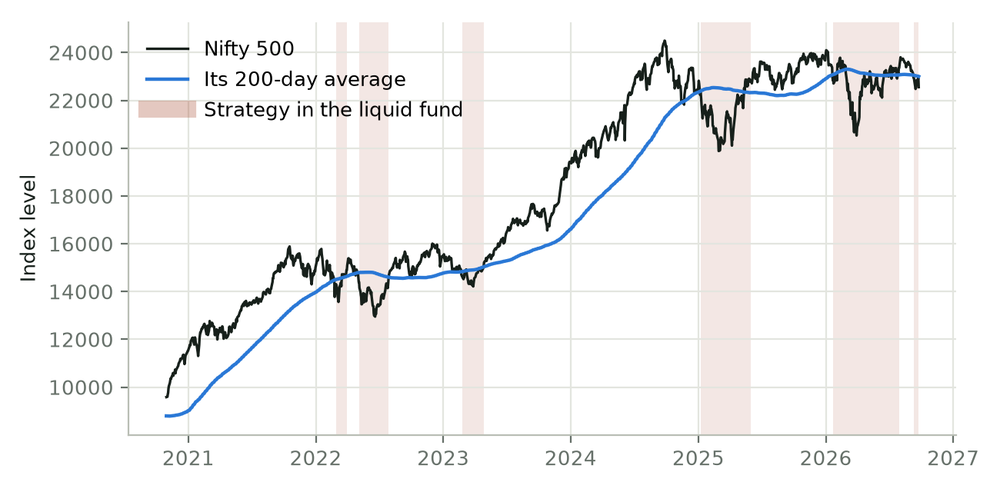 Nifty 500
Its 200-day average
Strategy in the liquid fund
Index level
24000
22000
20000
18000
16000
14000
12000
10000
2021 2022 2023 2024 2025 2026 2027